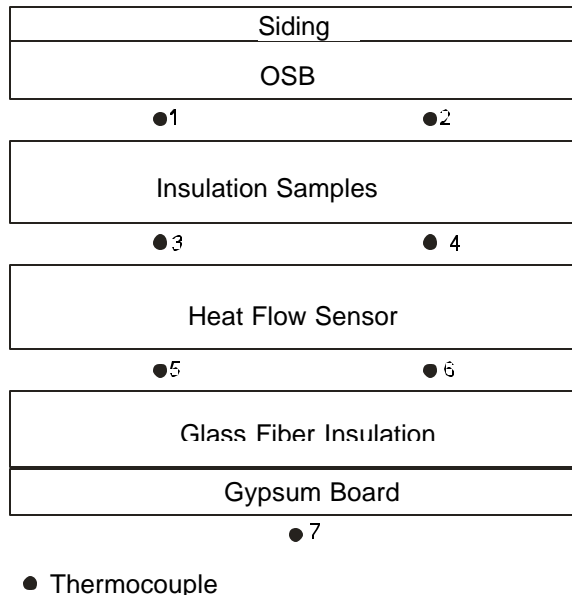 Siding
OSB
1 2
Insulation Samples
3 4
Heat Flow Sensor
5 6
Glass Fiber Insulation
Gypsum Board
7
Thermocouple